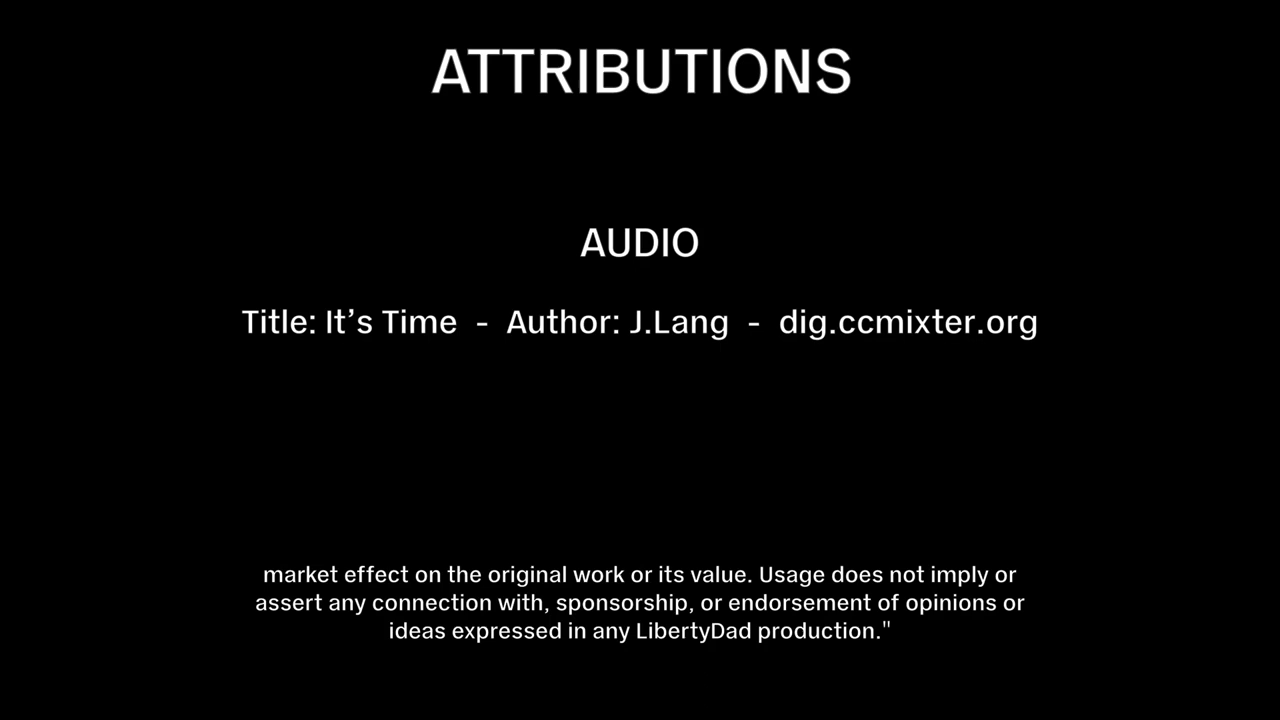 ATTRIBUTIONS
AUDIO
Title: It’s Time - Author: J.Lang - dig.ccmixter.org
market effect on the original work or its value. Usage does not imply or
assert any connection with, sponsorship, or endorsement of opinions or
ideas expressed in any LibertyDad production."